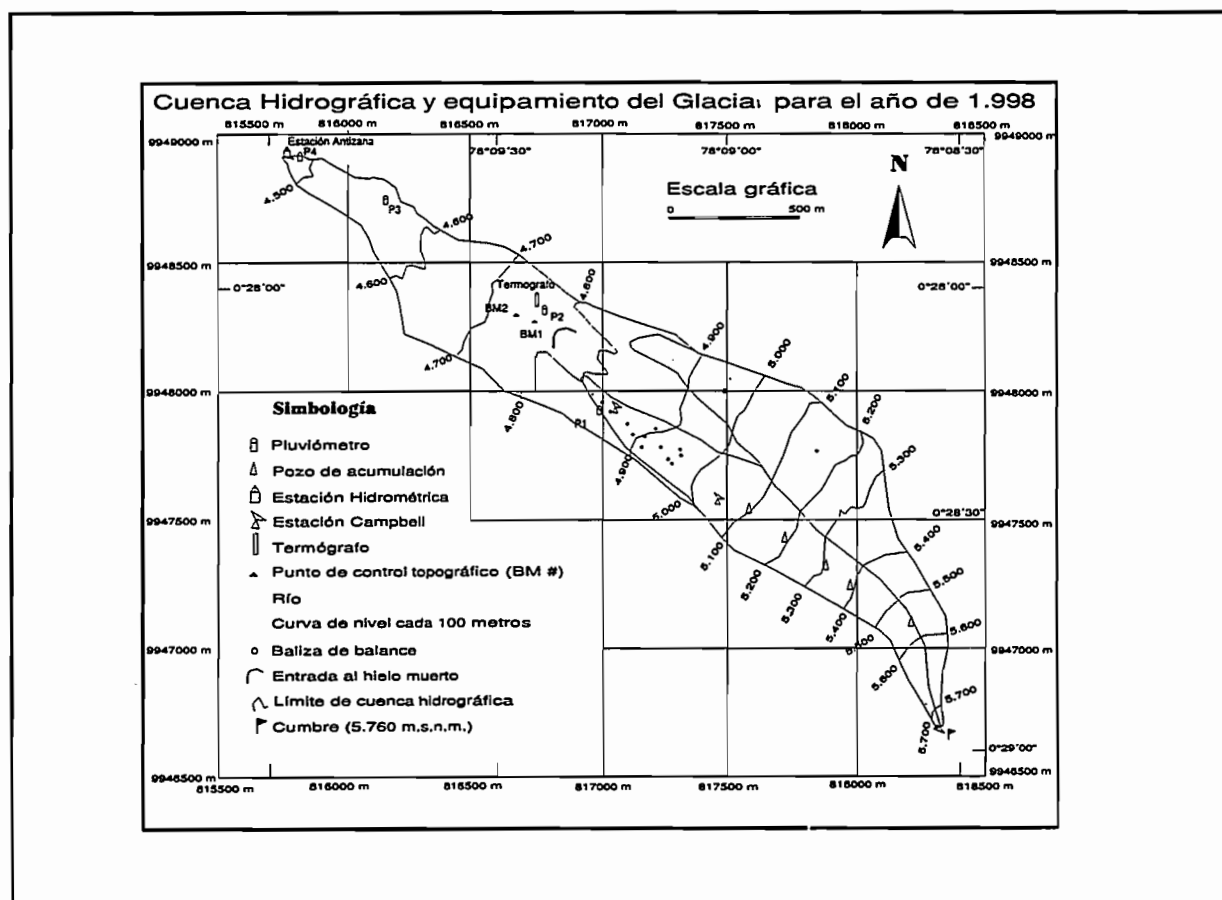 Cuenca Hidrográfica y equipamiento del Glacia, para el año de 1.998
815500 m 816000 m 816500 m 817000 m 817500 m 818000 m 818500 m
9949000 m
9949000 m
78°09'30"
78°09'00"
78°08'30"
Estación Antizana
P4
4.500
P3
4.600
4.600
4.700
4.700
N
Escala gráfica
0 500 m
9948500 m
9948500 m
0°28'00"
0°28'00"
Termografo
BM2
P2
BM1
4.800
4.800
4.900
4.900
5.000
5.000
5.100
5.100
5.200
5.200
5.300
5.300
5.400
5.400
5.500
5.500
5.600
5.600
5.700
5.700
P1
9948000 m
9948000 m
9947500 m
9947500 m
0°28'30"
9947000 m
9947000 m
0°29'00"
9946500 m
9946500 m
Simbología
Pluviómetro
Pozo de acumulación
Estación Hidrométrica
Estación Campbell
Termógrafo
Punto de control topográfico (BM #)
Río
Curva de nivel cada 100 metros
Baliza de balance
Entrada al hielo muerto
Límite de cuenca hidrográfica
Cumbre (5.760 m.s.n.m.)
815500 m 816000 m 816500 m 817000 m 817500 m 818000 m 818500 m